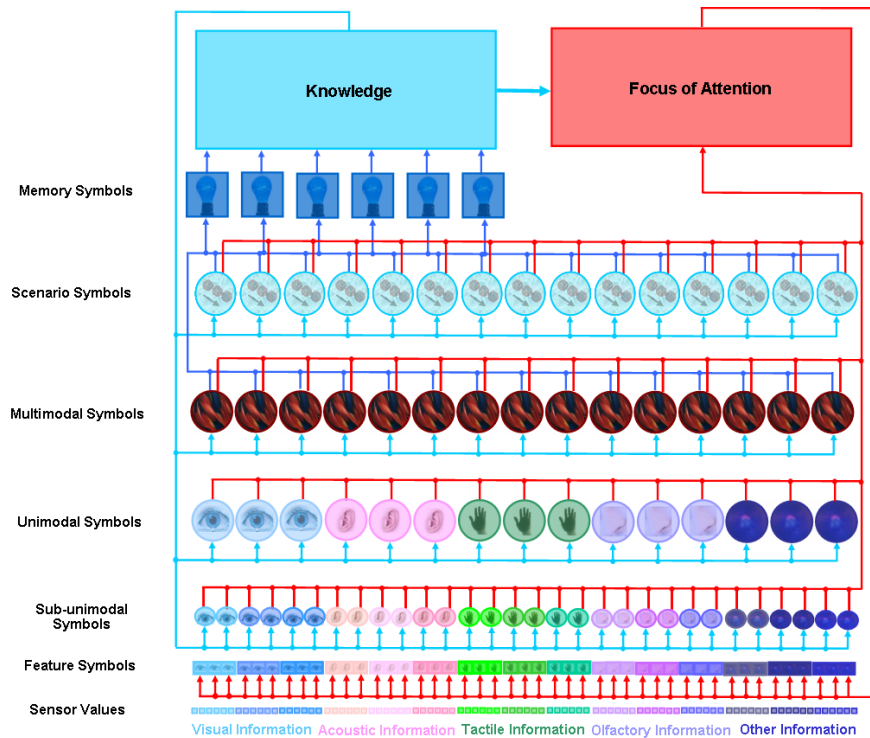 Knowledge
Focus of Attention
Memory Symbols
Scenario Symbols
Multimodal Symbols
Unimodal Symbols
Sub-unimodal
Symbols
Feature Symbols
Sensor Values
Visual Information
Acoustic Information
Tactile Information
Olfactory Information
Other Information